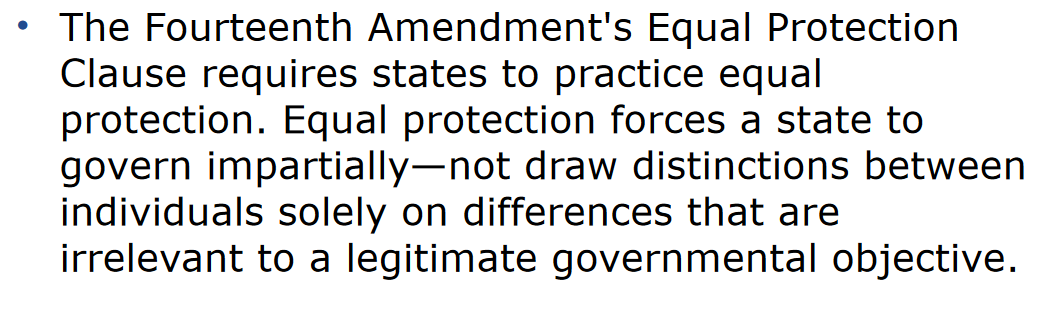 • The Fourteenth Amendment's Equal Protection
Clause requires states to practice equal
protection. Equal protection forces a state to
govern impartially—not draw distinctions between
individuals solely on differences that are
irrelevant to a legitimate governmental objective.